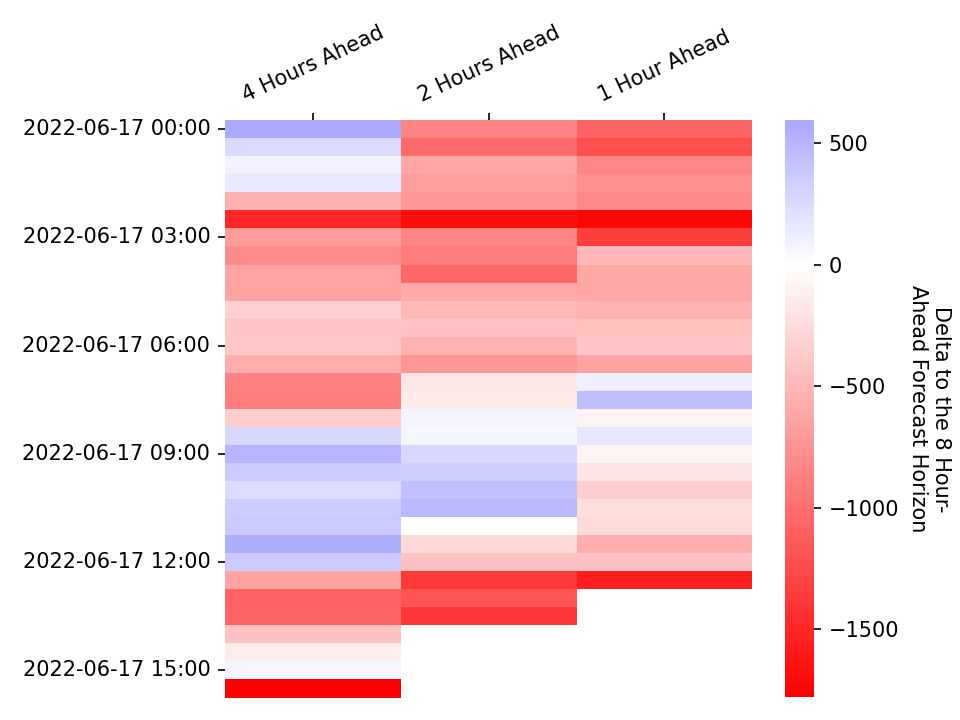 4 Hours Ahead
2 Hours Ahead
1 Hour Ahead
2022-06-17 00:00
2022-06-17 03:00
2022-06-17 06:00
2022-06-17 09:00
2022-06-17 12:00
2022-06-17 15:00
500
0
−500
−1000
−1500
Delta to the 8 Hour-
Ahead Forecast Horizon